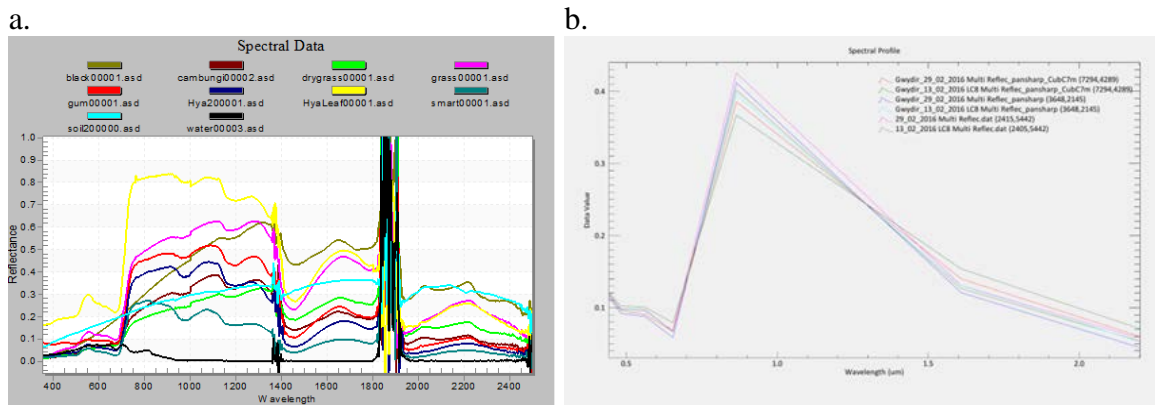 a.
Spectral Data
black00001.asd cambungi00002.asd drygrass00001.asd grass00001.asd
gum00001.asd Hya200001.asd HyaLeaf00001.asd smart00001.asd
soil200000.asd water00003.asd
1.0
0.9
0.8
0.7
0.6
0.5
0.4
0.3
0.2
0.1
0.0
Reflectance
400 600 800 1000 1200 1400 1600 1800 2000 2200 2400
Wavelength
b.
Spectral Profile
Gwydir_29_02_2016 Multi Reflec_pansharp_CubC7m (7294,4289)
Gwydir_13_02_2016 LC8 Multi Reflec_pansharp_CubC7m (7294,4289)
Gwydir_29_02_2016 Multi Reflec_pansharp (3648,2145)
Gwydir_13_02_2016 LC8 Multi Reflec_pansharp (3648,2145)
29_02_2016 Multi Reflec.dat (2415,5442)
13_02_2016 LC8 Multi Reflec.dat (2405,5442)
0.4
0.3
0.2
0.1
Data Value
0.5 1.0 1.5 2.0
Wavelength (um)